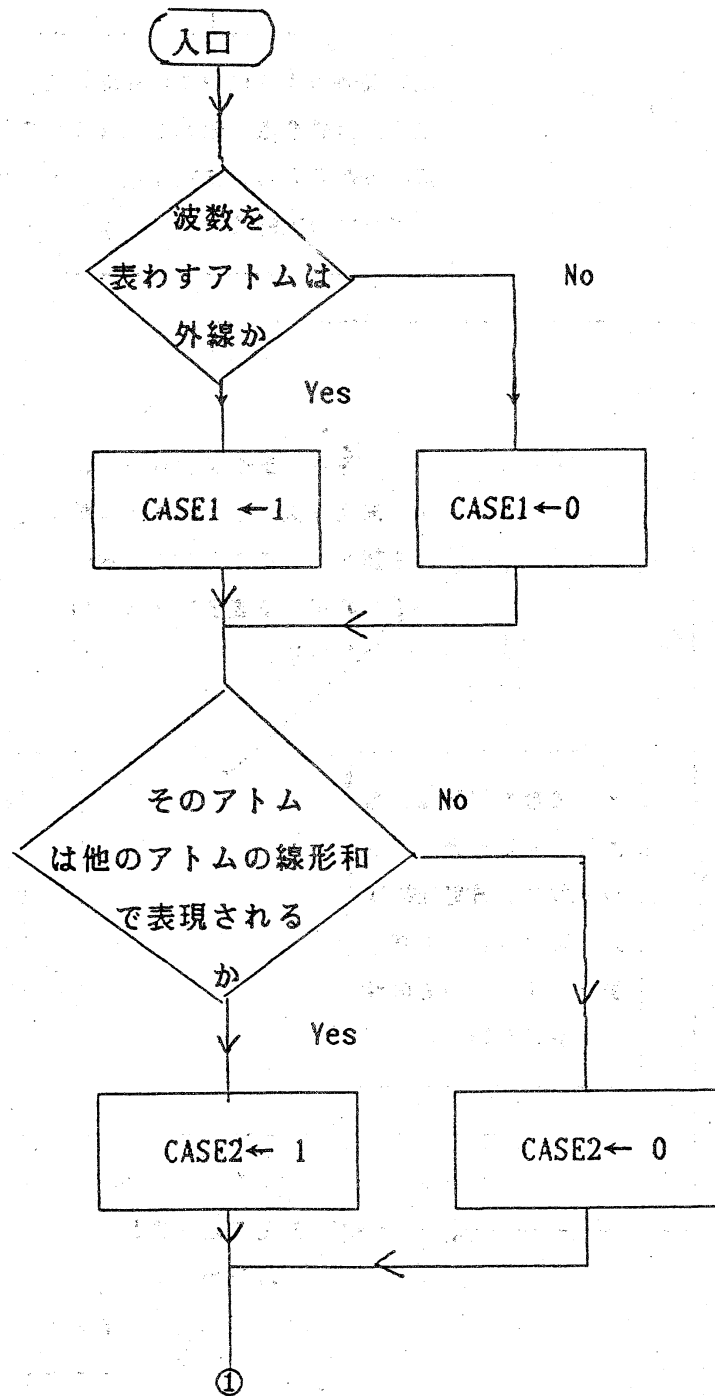 入口
波数を
表わすアトムは
外線か
No
Yes
CASE1 ←1
CASE1←0
そのアトム
は他のアトムの線形和
で表現される
か
No
Yes
CASE2← 1
CASE2← 0
①